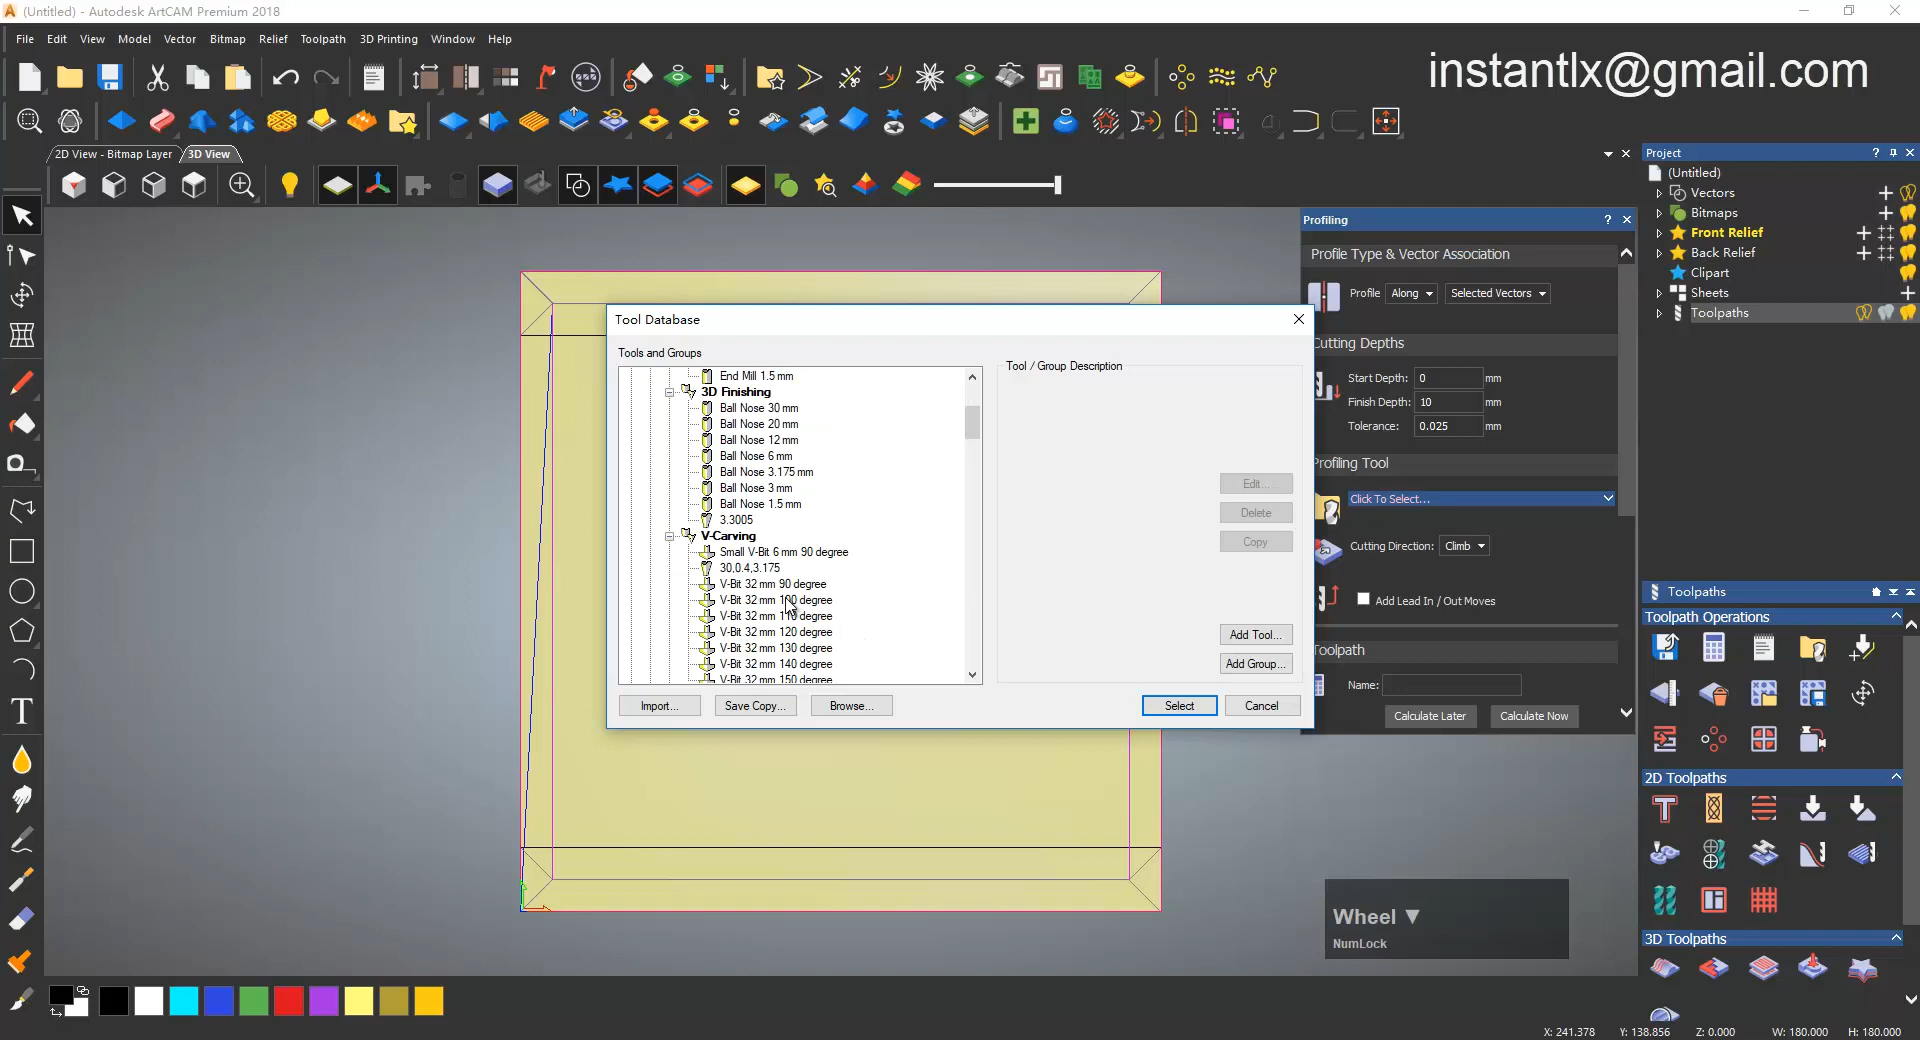 (Untitled) - Autodesk ArtCAM Premium 2018
File Edit View Model Vector Bitmap Relief Toolpath 3D Printing Window Help
instantlx@gmail.com
2D View - Bitmap Layer 3D View
Project
(Untitled)
Vectors
Bitmaps
Front Relief
Back Relief
Clipart
Sheets
Toolpaths
Profiling
Profile Type & Vector Association
Profile Along Selected Vectors
Cutting Depths
Start Depth: 0 mm
Finish Depth: 10 mm
Tolerance: 0.025 mm
Profiling Tool
Click To Select...
Cutting Direction: Climb
Add Lead In / Out Moves
Toolpath
Name:
Calculate Later Calculate Now
Tool Database
Tools and Groups
End Mill 1.5 mm
3D Finishing
Ball Nose 30 mm
Ball Nose 20 mm
Ball Nose 12 mm
Ball Nose 6 mm
Ball Nose 3.175 mm
Ball Nose 3 mm
Ball Nose 1.5 mm
3.3005
V-Carving
Small V-Bit 6 mm 90 degree
30,0.4,3.175
V-Bit 32 mm 90 degree
V-Bit 32 mm 100 degree
V-Bit 32 mm 110 degree
V-Bit 32 mm 120 degree
V-Bit 32 mm 130 degree
V-Bit 32 mm 140 degree
V-Bit 32 mm 150 degree
Tool / Group Description
Edit...
Delete
Copy
Add Tool...
Add Group...
Import... Save Copy... Browse... Select Cancel
Toolpaths
Toolpath Operations
2D Toolpaths
3D Toolpaths
Wheel ▼
NumLock
X: 241.378 Y: 138.856 Z: 0.000 W: 180.000 H: 180.000